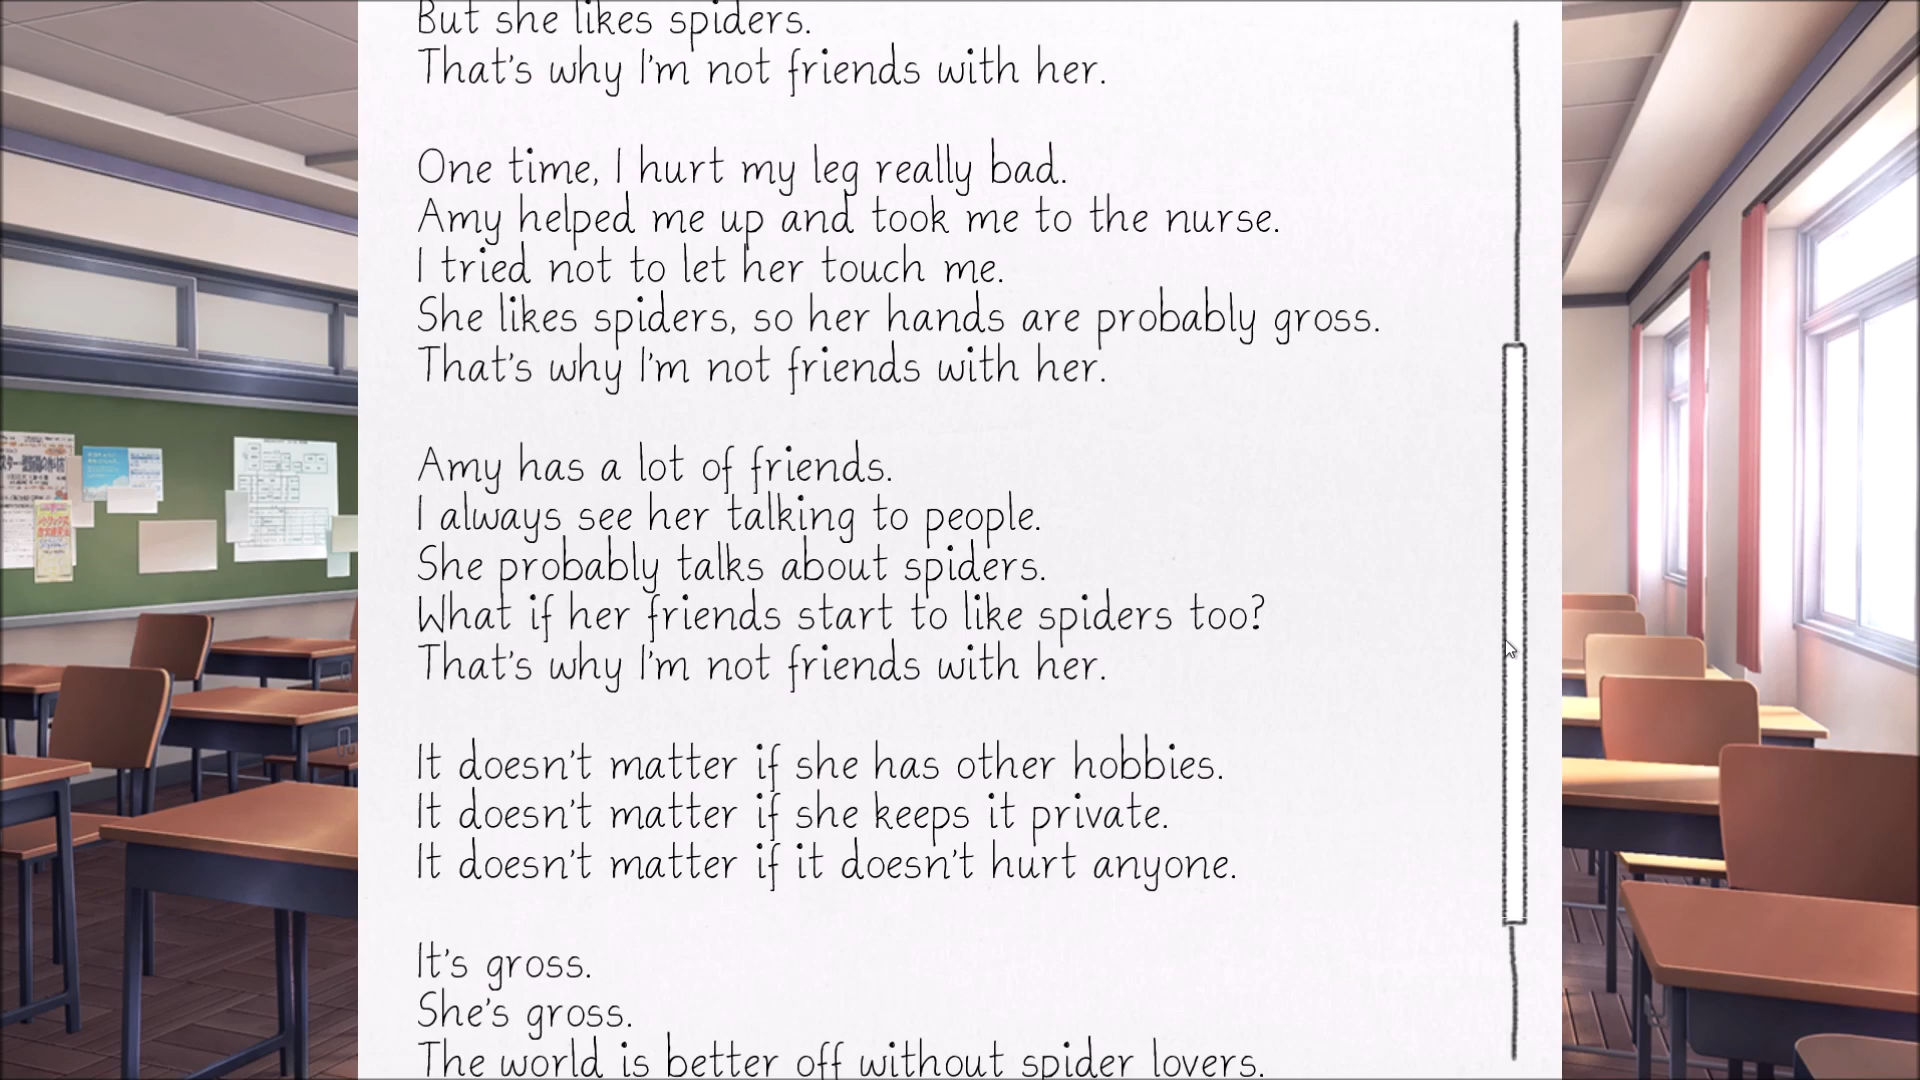 But she likes spiders.
That's why I'm not friends with her.
One time, I hurt my leg really bad.
Amy helped me up and took me to the nurse.
I tried not to let her touch me.
She likes spiders, so her hands are probably gross.
That's why I'm not friends with her.
Amy has a lot of friends.
I always see her talking to people.
She probably talks about spiders.
What if her friends start to like spiders too?
That's why I'm not friends with her.
It doesn't matter if she has other hobbies.
It doesn't matter if she keeps it private.
It doesn't matter if it doesn't hurt anyone.
It's gross.
She's gross.
The world is better off without spider lovers.